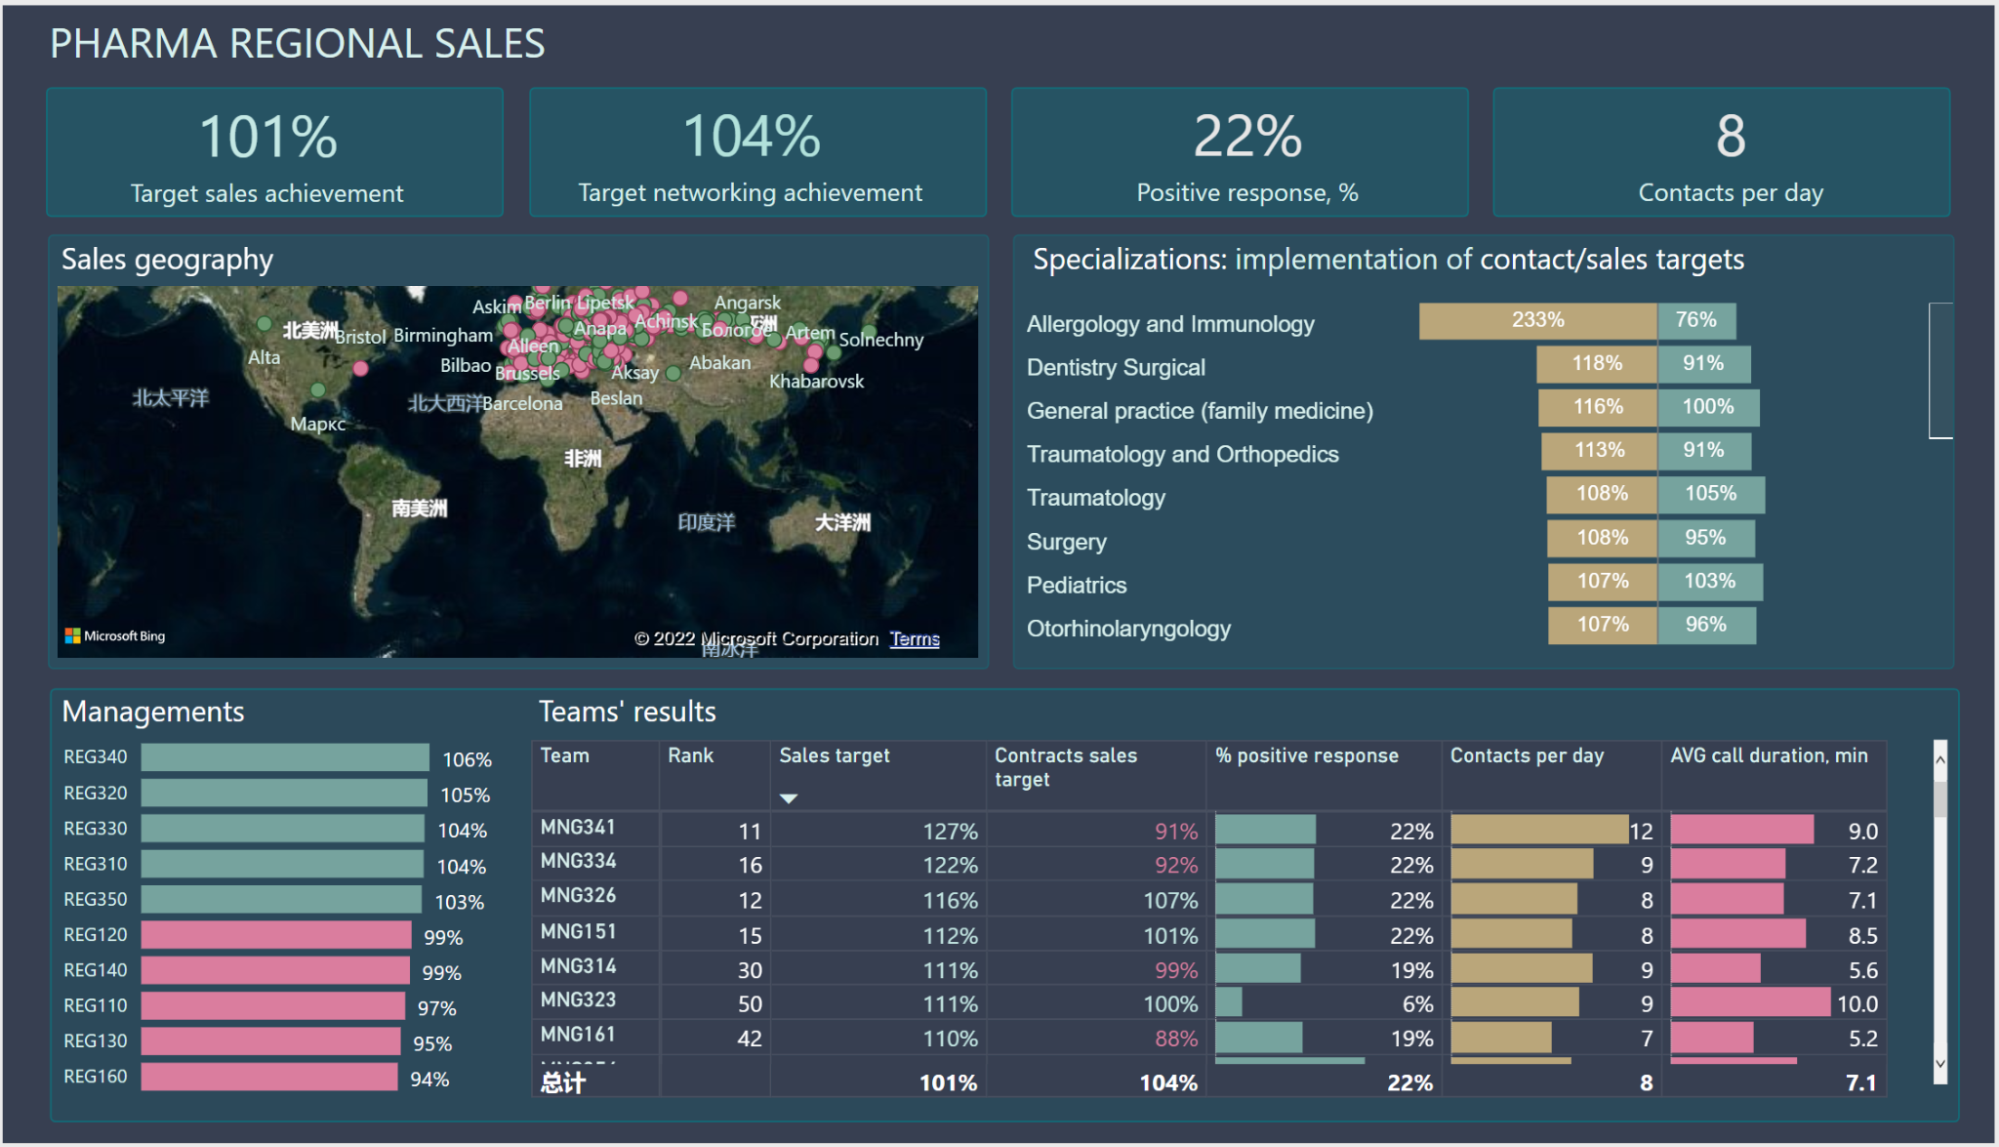 PHARMA REGIONAL SALES
101%
Target sales achievement
104%
Target networking achievement
22%
Positive response, %
8
Contacts per day
Sales geography
Askim
Berlin
Lipetsk
Angarsk
北美洲
Bristol
Birmingham
Anapa
Achinsk
Artem
Solnechny
Alta
Alleen
Bilbao
Brussels
Aksay
Abakan
Khabarovsk
北太平洋
北大西洋
Barcelona
Beslan
Маркс
非洲
南美洲
印度洋
大洋洲
Microsoft Bing
© 2022 Microsoft Corporation Terms
南冰洋
Specializations: implementation of contact/sales targets
Allergology and Immunology 233% 76%
Dentistry Surgical 118% 91%
General practice (family medicine) 116% 100%
Traumatology and Orthopedics 113% 91%
Traumatology 108% 105%
Surgery 108% 95%
Pediatrics 107% 103%
Otorhinolaryngology 107% 96%
Managements
REG340 106%
REG320 105%
REG330 104%
REG310 104%
REG350 103%
REG120 99%
REG140 99%
REG110 97%
REG130 95%
REG160 94%
Teams' results
Team Rank Sales target Contracts sales target % positive response Contacts per day AVG call duration, min
MNG341 11 127% 91% 22% 12 9.0
MNG334 16 122% 92% 22% 9 7.2
MNG326 12 116% 107% 22% 8 7.1
MNG151 15 112% 101% 22% 8 8.5
MNG314 30 111% 99% 19% 9 5.6
MNG323 50 111% 100% 6% 9 10.0
MNG161 42 110% 88% 19% 7 5.2
总计 101% 104% 22% 8 7.1